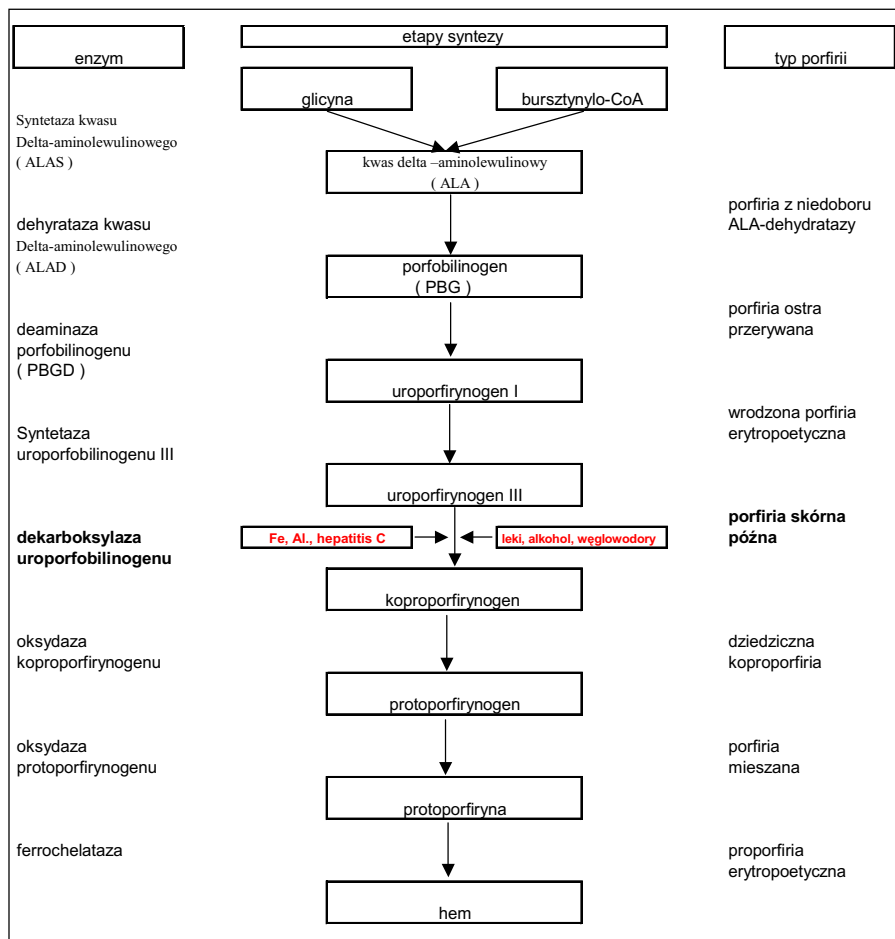 enzym
etapy syntezy
typ porfirii
glicyna
bursztynylo-CoA
Syntetaza kwasu
Delta-aminolewulinowego
( ALAS )
kwas delta –aminolewulinowy
( ALA )
dehyrataza kwasu
Delta-aminolewulinowego
( ALAD )
porfiria z niedoboru
ALA-dehydratazy
porfobilinogen
( PBG )
deaminaza
porfobilinogenu
( PBGD )
porfiria ostra
przerywana
uroporfirynogen I
Syntetaza
uroporfobilinogenu III
wrodzona porfiria
erytropoetyczna
uroporfirynogen III
dekarboksylaza
uroporfobilinogenu
Fe, Al., hepatitis C
leki, alkohol, węglowodory
porfiria skórna
późna
koproporfirynogen
oksydaza
koproporfirynogenu
dziedziczna
koproporfiria
protoporfirynogen
oksydaza
protoporfirynogenu
porfiria
mieszana
protoporfiryna
ferrochelataza
proporfiria
erytropoetyczna
hem